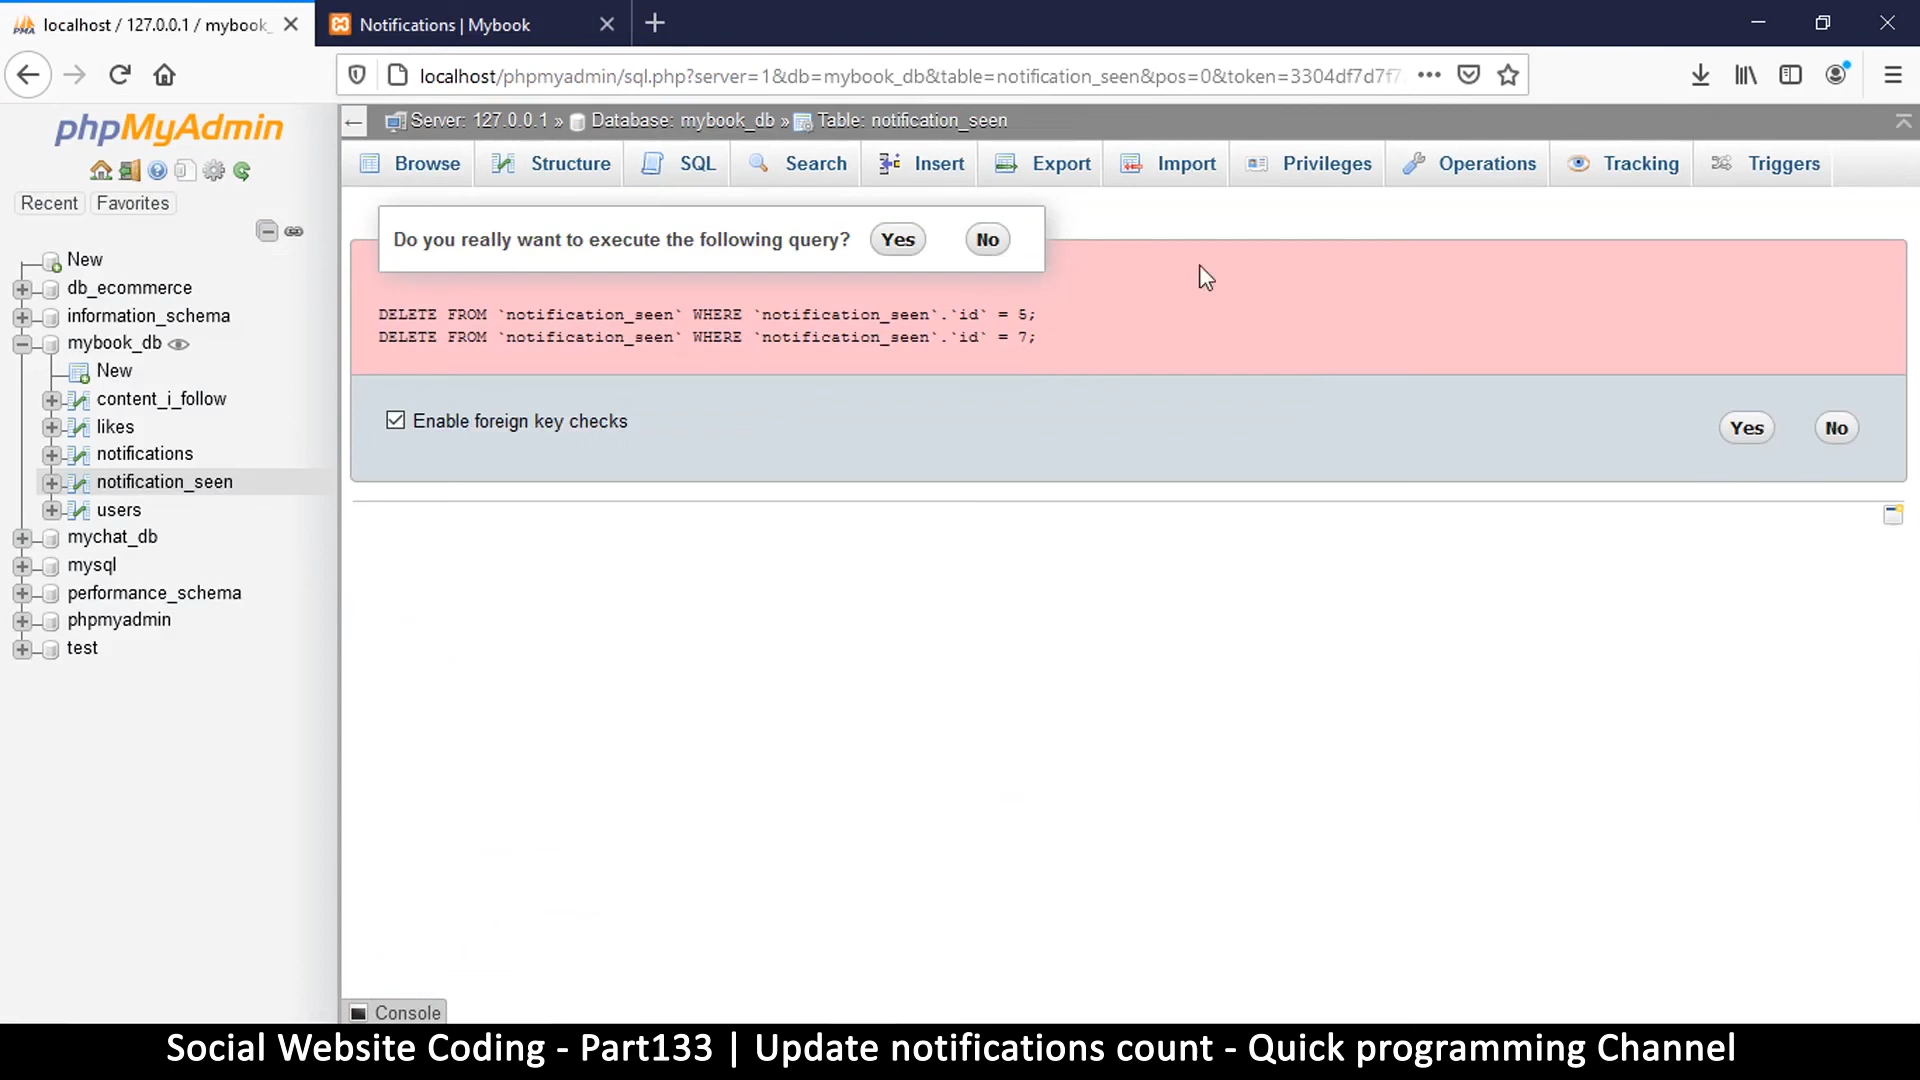 localhost / 127.0.0.1 / mybook_
Notifications | Mybook
localhost/phpmyadmin/sql.php?server=1&db=mybook_db&table=notification_seen&pos=0&token=3304df7d7f7
phpMyAdmin
Recent
Favorites
New
db_ecommerce
information_schema
mybook_db
New
content_i_follow
likes
notifications
notification_seen
users
mychat_db
mysql
performance_schema
phpmyadmin
test
Server: 127.0.0.1 » Database: mybook_db » Table: notification_seen
Browse Structure SQL Search Insert Export Import Privileges Operations Tracking Triggers
Do you really want to execute the following query? Yes No
DELETE FROM `notification_seen` WHERE `notification_seen`.`id` = 5;
DELETE FROM `notification_seen` WHERE `notification_seen`.`id` = 7;
Enable foreign key checks
Yes No
Console
Social Website Coding - Part133 | Update notifications count - Quick programming Channel